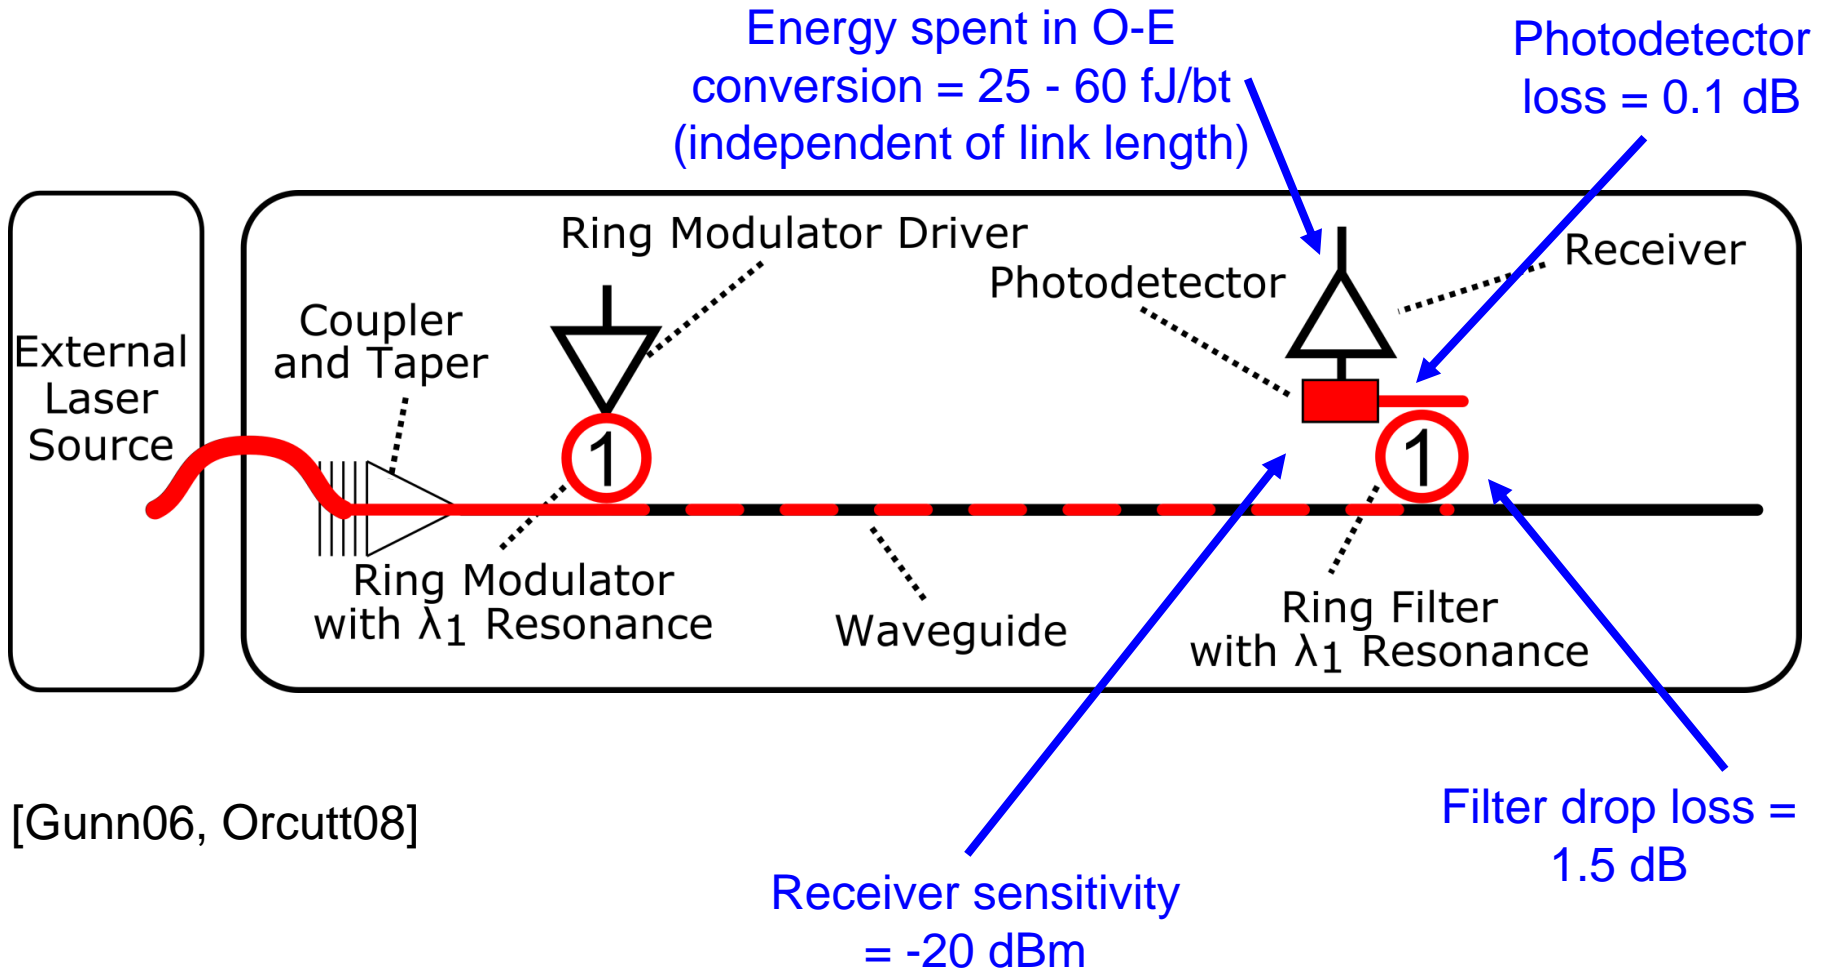 Energy spent in O-E
conversion = 25 - 60 fJ/bt
(independent of link length)
Photodetector
loss = 0.1 dB
Ring Modulator Driver
Photodetector
Receiver
Coupler
and Taper
External
Laser
Source
1
1
Ring Modulator
with λ1 Resonance
Waveguide
Ring Filter
with λ1 Resonance
[Gunn06, Orcutt08]
Receiver sensitivity
= -20 dBm
Filter drop loss =
1.5 dB